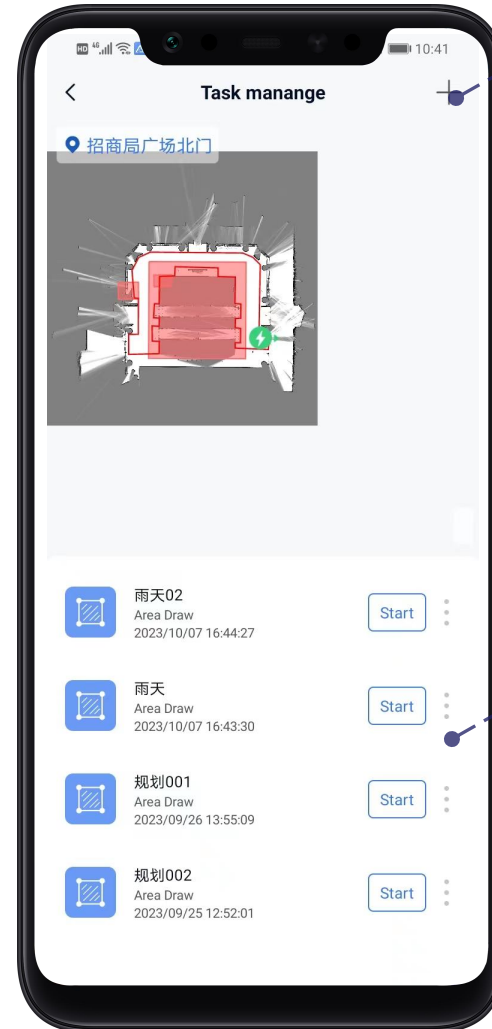 HD 4G 10:41
Task manange
招商局广场北门
雨天02
Area Draw
2023/10/07 16:44:27
Start
雨天
Area Draw
2023/10/07 16:43:30
Start
规划001
Area Draw
2023/09/26 13:55:09
Start
规划002
Area Draw
2023/09/25 12:52:01
Start